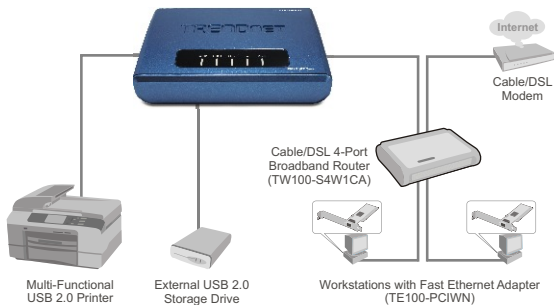 TRENDNET
Internet
Cable/DSL
Modem
Cable/DSL 4-Port
Broadband Router
(TW100-S4W1CA)
Multi-Functional
USB 2.0 Printer
External USB 2.0
Storage Drive
Workstations with Fast Ethernet Adapter
(TE100-PCIWN)